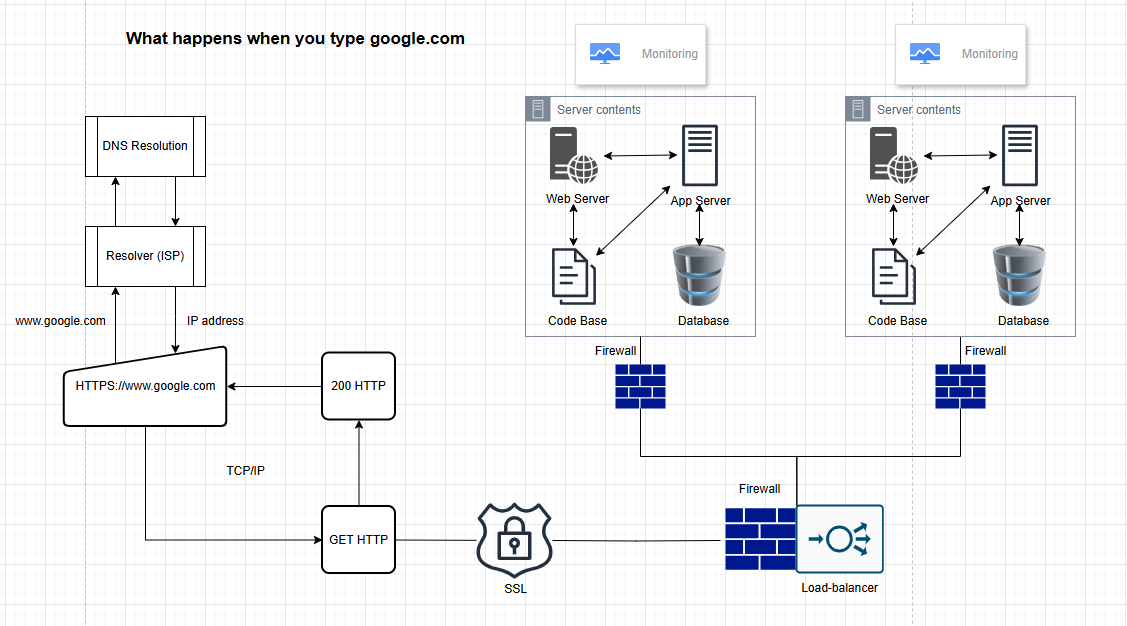 What happens when you type google.com
Monitoring
Monitoring
Server contents
Server contents
DNS Resolution
Web Server
App Server
Web Server
App Server
Resolver (ISP)
www.google.com
IP address
Code Base
Database
Code Base
Database
Firewall
Firewall
HTTPS://www.google.com
200 HTTP
TCP/IP
Firewall
GET HTTP
SSL
Load-balancer